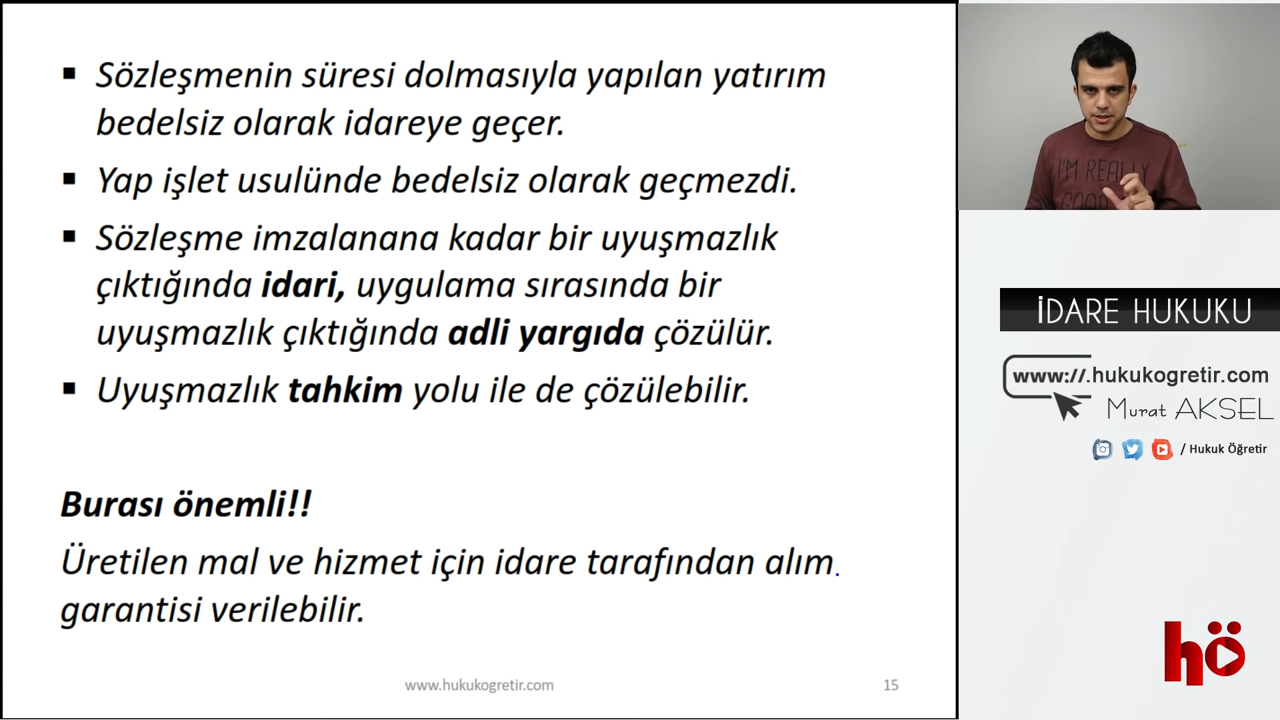 ▪ Sözleşmenin süresi dolmasıyla yapılan yatırım
bedelsiz olarak idareye geçer.
▪ Yap işlet usulünde bedelsiz olarak geçmezdi.
▪ Sözleşme imzalanana kadar bir uyuşmazlık
çıktığında idari, uygulama sırasında bir
uyuşmazlık çıktığında adli yargıda çözülür.
▪ Uyuşmazlık tahkim yolu ile de çözülebilir.
Burası önemli!!
Üretilen mal ve hizmet için idare tarafından alım
garantisi verilebilir.
www.hukukogretir.com
15
I'M REALLY
GOOD
İDARE HUKUKU
www://.hukukogretir.com
Murat AKSEL
/ Hukuk Öğretir
hö